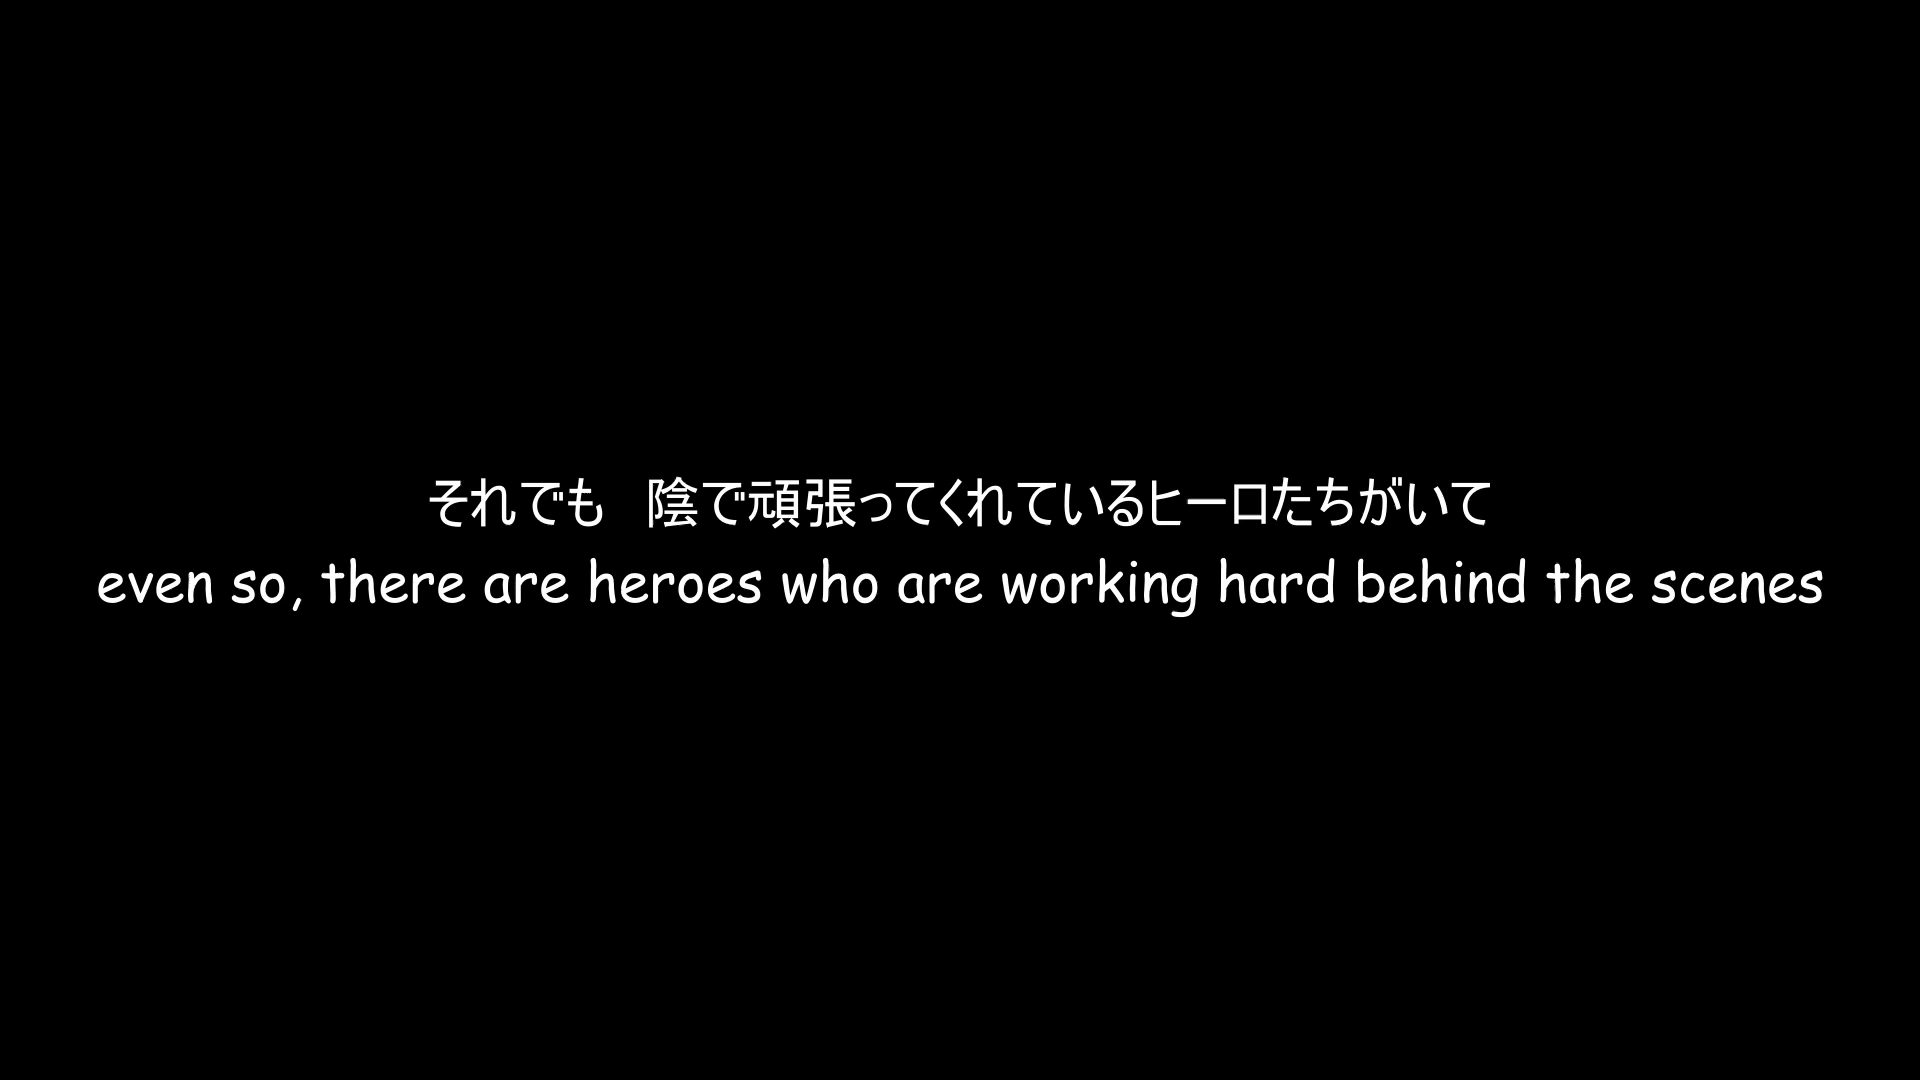 それでも　陰で頑張ってくれているヒーロたちがいて
even so, there are heroes who are working hard behind the scenes